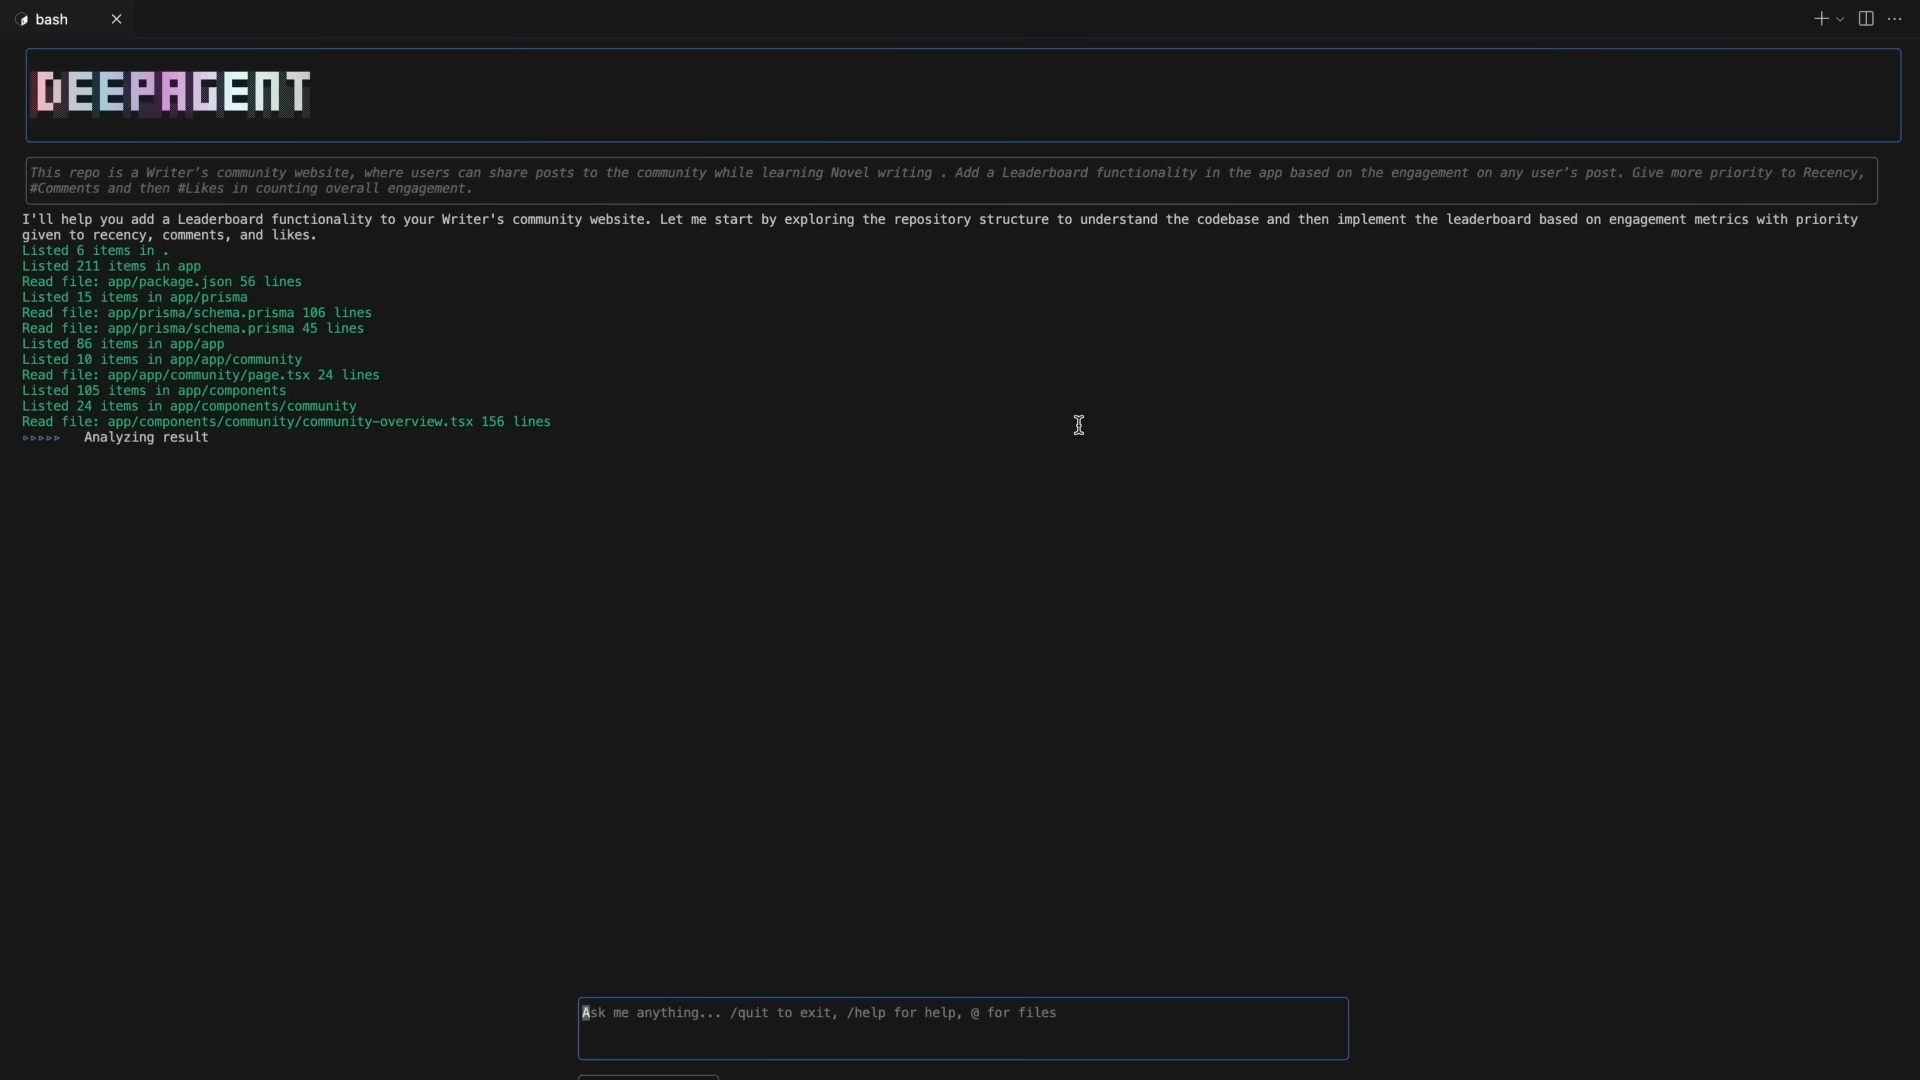 bash
DEEPAGENT
This repo is a Writer's community website, where users can share posts to the community while learning Novel writing . Add a Leaderboard functionality in the app based on the engagement on any user's post. Give more priority to Recency,
#Comments and then #Likes in counting overall engagement.
I'll help you add a Leaderboard functionality to your Writer's community website. Let me start by exploring the repository structure to understand the codebase and then implement the leaderboard based on engagement metrics with priority
given to recency, comments, and likes.
Listed 6 items in .
Listed 211 items in app
Read file: app/package.json 56 lines
Listed 15 items in app/prisma
Read file: app/prisma/schema.prisma 106 lines
Read file: app/prisma/schema.prisma 45 lines
Listed 86 items in app/app
Listed 10 items in app/app/community
Read file: app/app/community/page.tsx 24 lines
Listed 105 items in app/components
Listed 24 items in app/components/community
Read file: app/components/community/community-overview.tsx 156 lines
▹▹▹▹▹ Analyzing result
Ask me anything... /quit to exit, /help for help, @ for files